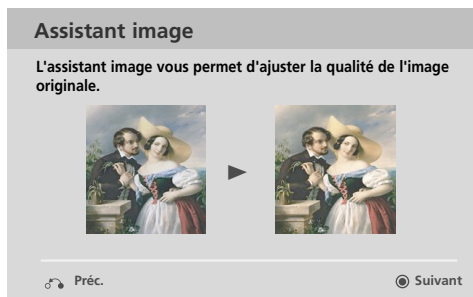 Assistant image
L'assistant image vous permet d'ajuster la qualité de l'image
originale.
Préc.
Suivant